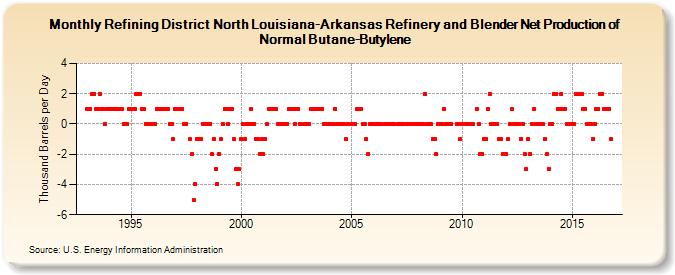 Monthly Refining District North Louisiana-Arkansas Refinery and Blender Net Production of
Normal Butane-Butylene
Thousand Barrels per Day
4
2
0
-2
-4
-6
1995 2000 2005 2010 2015
Source: U.S. Energy Information Administration